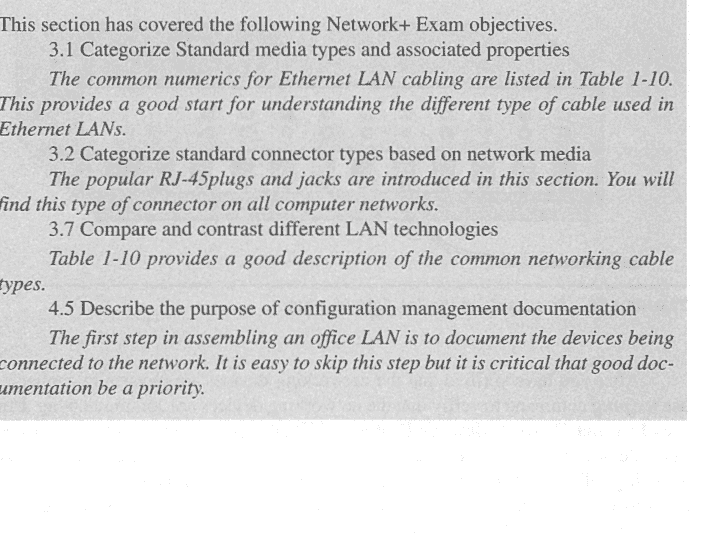 This section has covered the following Network+ Exam objectives.
3.1 Categorize Standard media types and associated properties
The common numerics for Ethernet LAN cabling are listed in Table 1-10.
This provides a good start for understanding the different type of cable used in
Ethernet LANs.
3.2 Categorize standard connector types based on network media
The popular RJ-45plugs and jacks are introduced in this section. You will
find this type of connector on all computer networks.
3.7 Compare and contrast different LAN technologies
Table 1-10 provides a good description of the common networking cable
types.
4.5 Describe the purpose of configuration management documentation
The first step in assembling an office LAN is to document the devices being
connected to the network. It is easy to skip this step but it is critical that good doc-
umentation be a priority.